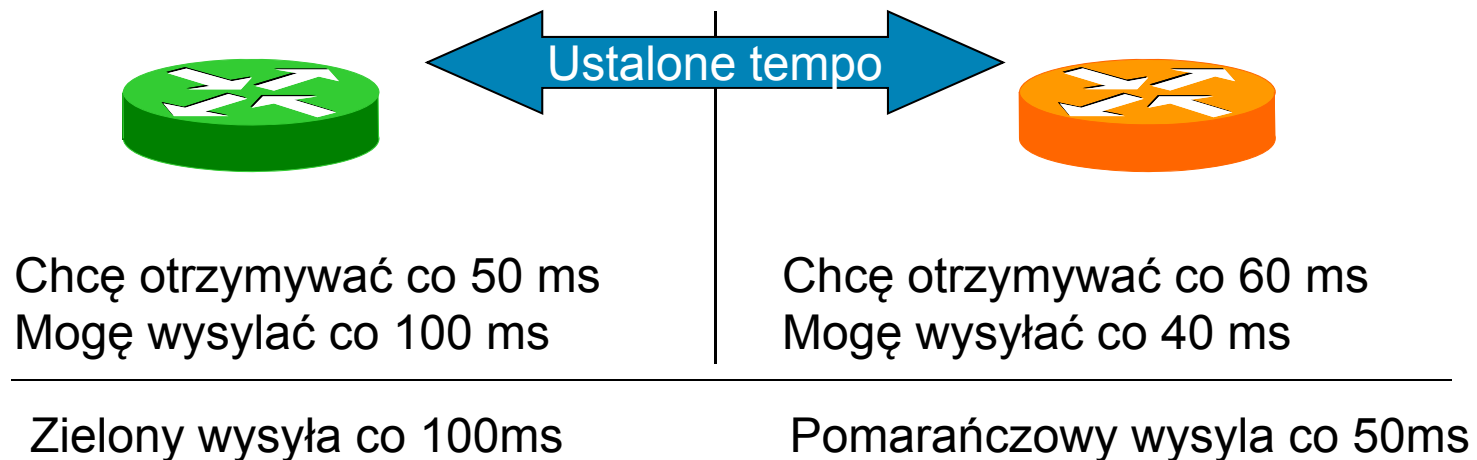 Ustalone tempo
Chcę otrzymywać co 50 ms
Mogę wysylać co 100 ms
Chcę otrzymywać co 60 ms
Mogę wysyłać co 40 ms
Zielony wysyła co 100ms
Pomarańczowy wysyla co 50ms